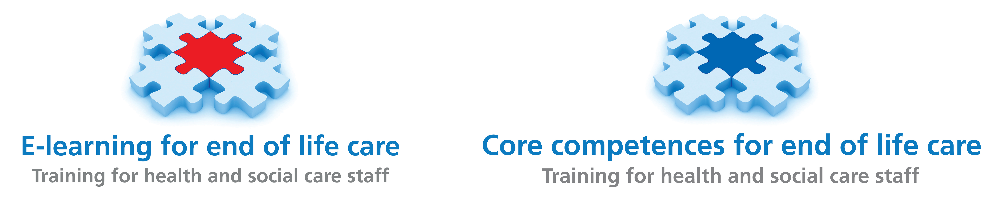 E-learning for end of life care
Training for health and social care staff
Core competences for end of life care
Training for health and social care staff